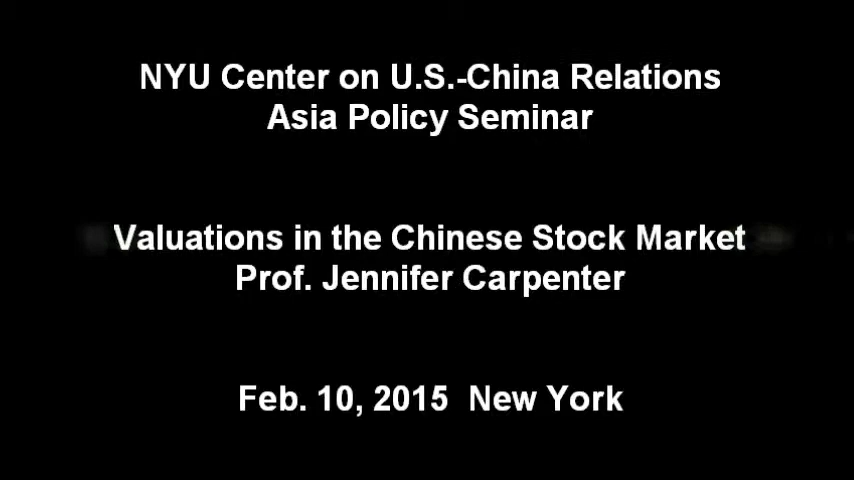 NYU Center on U.S.-China Relations
Asia Policy Seminar
Valuations in the Chinese Stock Market
Prof. Jennifer Carpenter
Feb. 10, 2015 New York